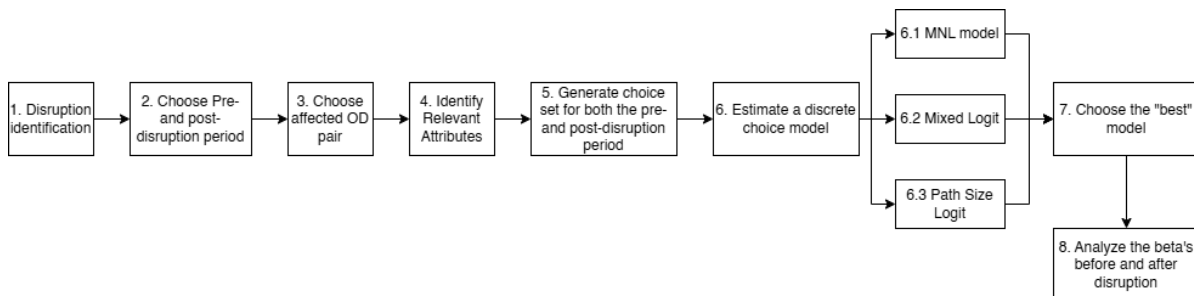 1. Disruption
identification
2. Choose Pre-
and post-
disruption period
3. Choose
affected OD
pair
4. Identify
Relevant
Attributes
5. Generate choice
set for both the pre-
and post-disruption
period
6. Estimate a discrete
choice model
6.1 MNL model
6.2 Mixed Logit
6.3 Path Size
Logit
7. Choose the "best"
model
8. Analyze the beta's
before and after
disruption